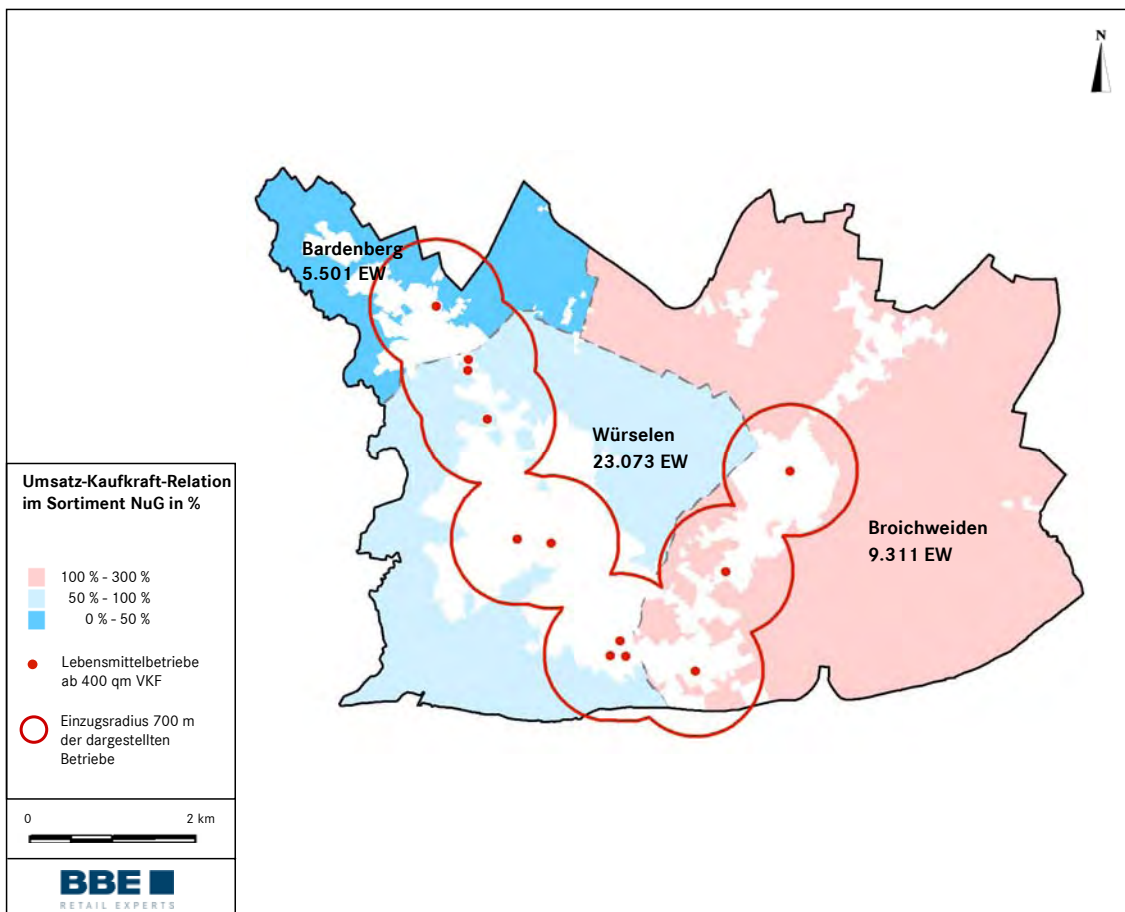 N
Bardenberg
5.501 EW
Würselen
23.073 EW
Broichweiden
9.311 EW
Umsatz-Kaufkraft-Relation
im Sortiment NuG in %
100 % - 300 %
50 % - 100 %
0 % - 50 %
Lebensmittelbetriebe
ab 400 qm VKF
Einzugsradius 700 m
der dargestellten
Betriebe
0 2 km
BBE
RETAIL EXPERTS